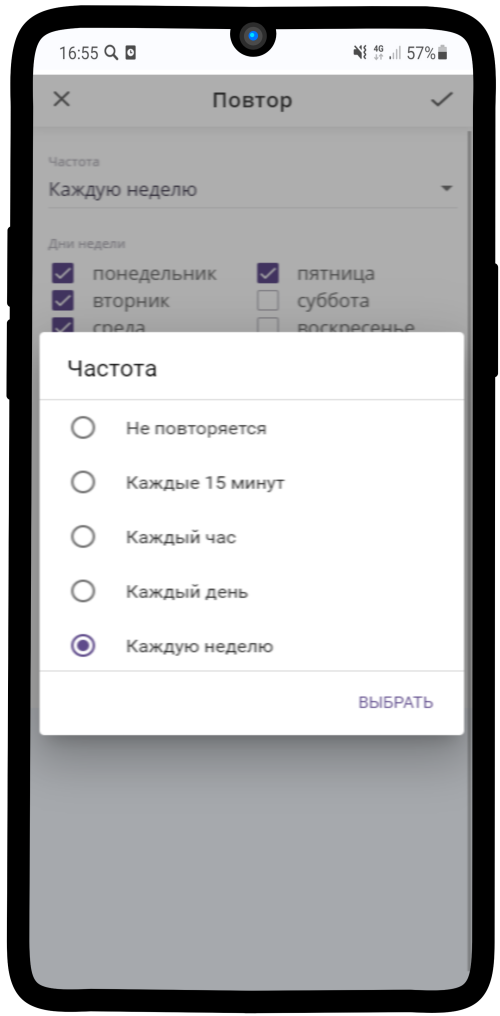 16:55 4G 57%
Повтор
Частота
Каждую неделю
Дни недели
понедельник пятница
вторник суббота
среда воскресенье
Частота
Не повторяется
Каждые 15 минут
Каждый час
Каждый день
Каждую неделю
ВЫБРАТЬ